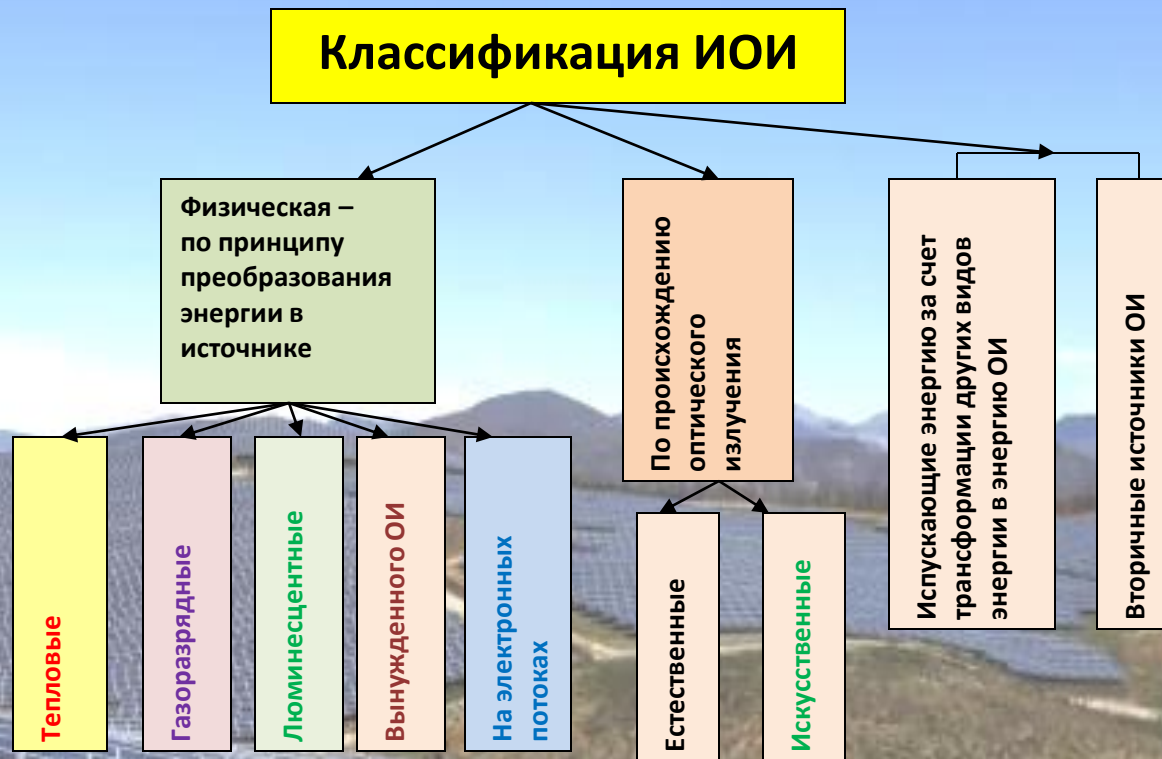 Классификация ИОИ
Физическая –
по принципу
преобразования
энергии в
источнике
По происхождению
оптического
излучения
Испускающие энергию за счет
трансформации других видов
энергии в энергию ОИ
Вторичные источники ОИ
Тепловые
Газоразрядные
Люминесцентные
Вынужденного ОИ
На электронных
потоках
Естественные
Искусственные